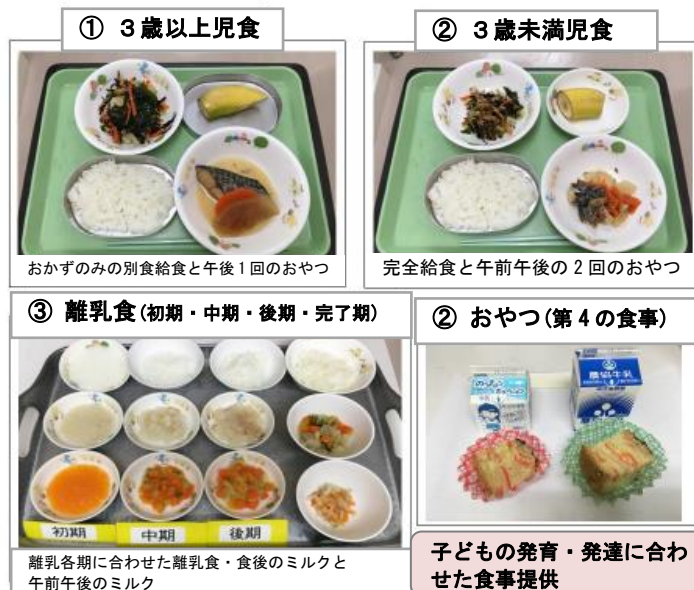 ① ３歳以上児食
おかずのみの別食給食と午後１回のおやつ
② ３歳未満児食
完全給食と午前午後の２回のおやつ
③ 離乳食(初期・中期・後期・完了期)
初期
中期
後期
離乳各期に合わせた離乳食・食後のミルクと
午前午後のミルク
② おやつ(第４の食事)
農協牛乳
子どもの発育・発達に合わ
せた食事提供